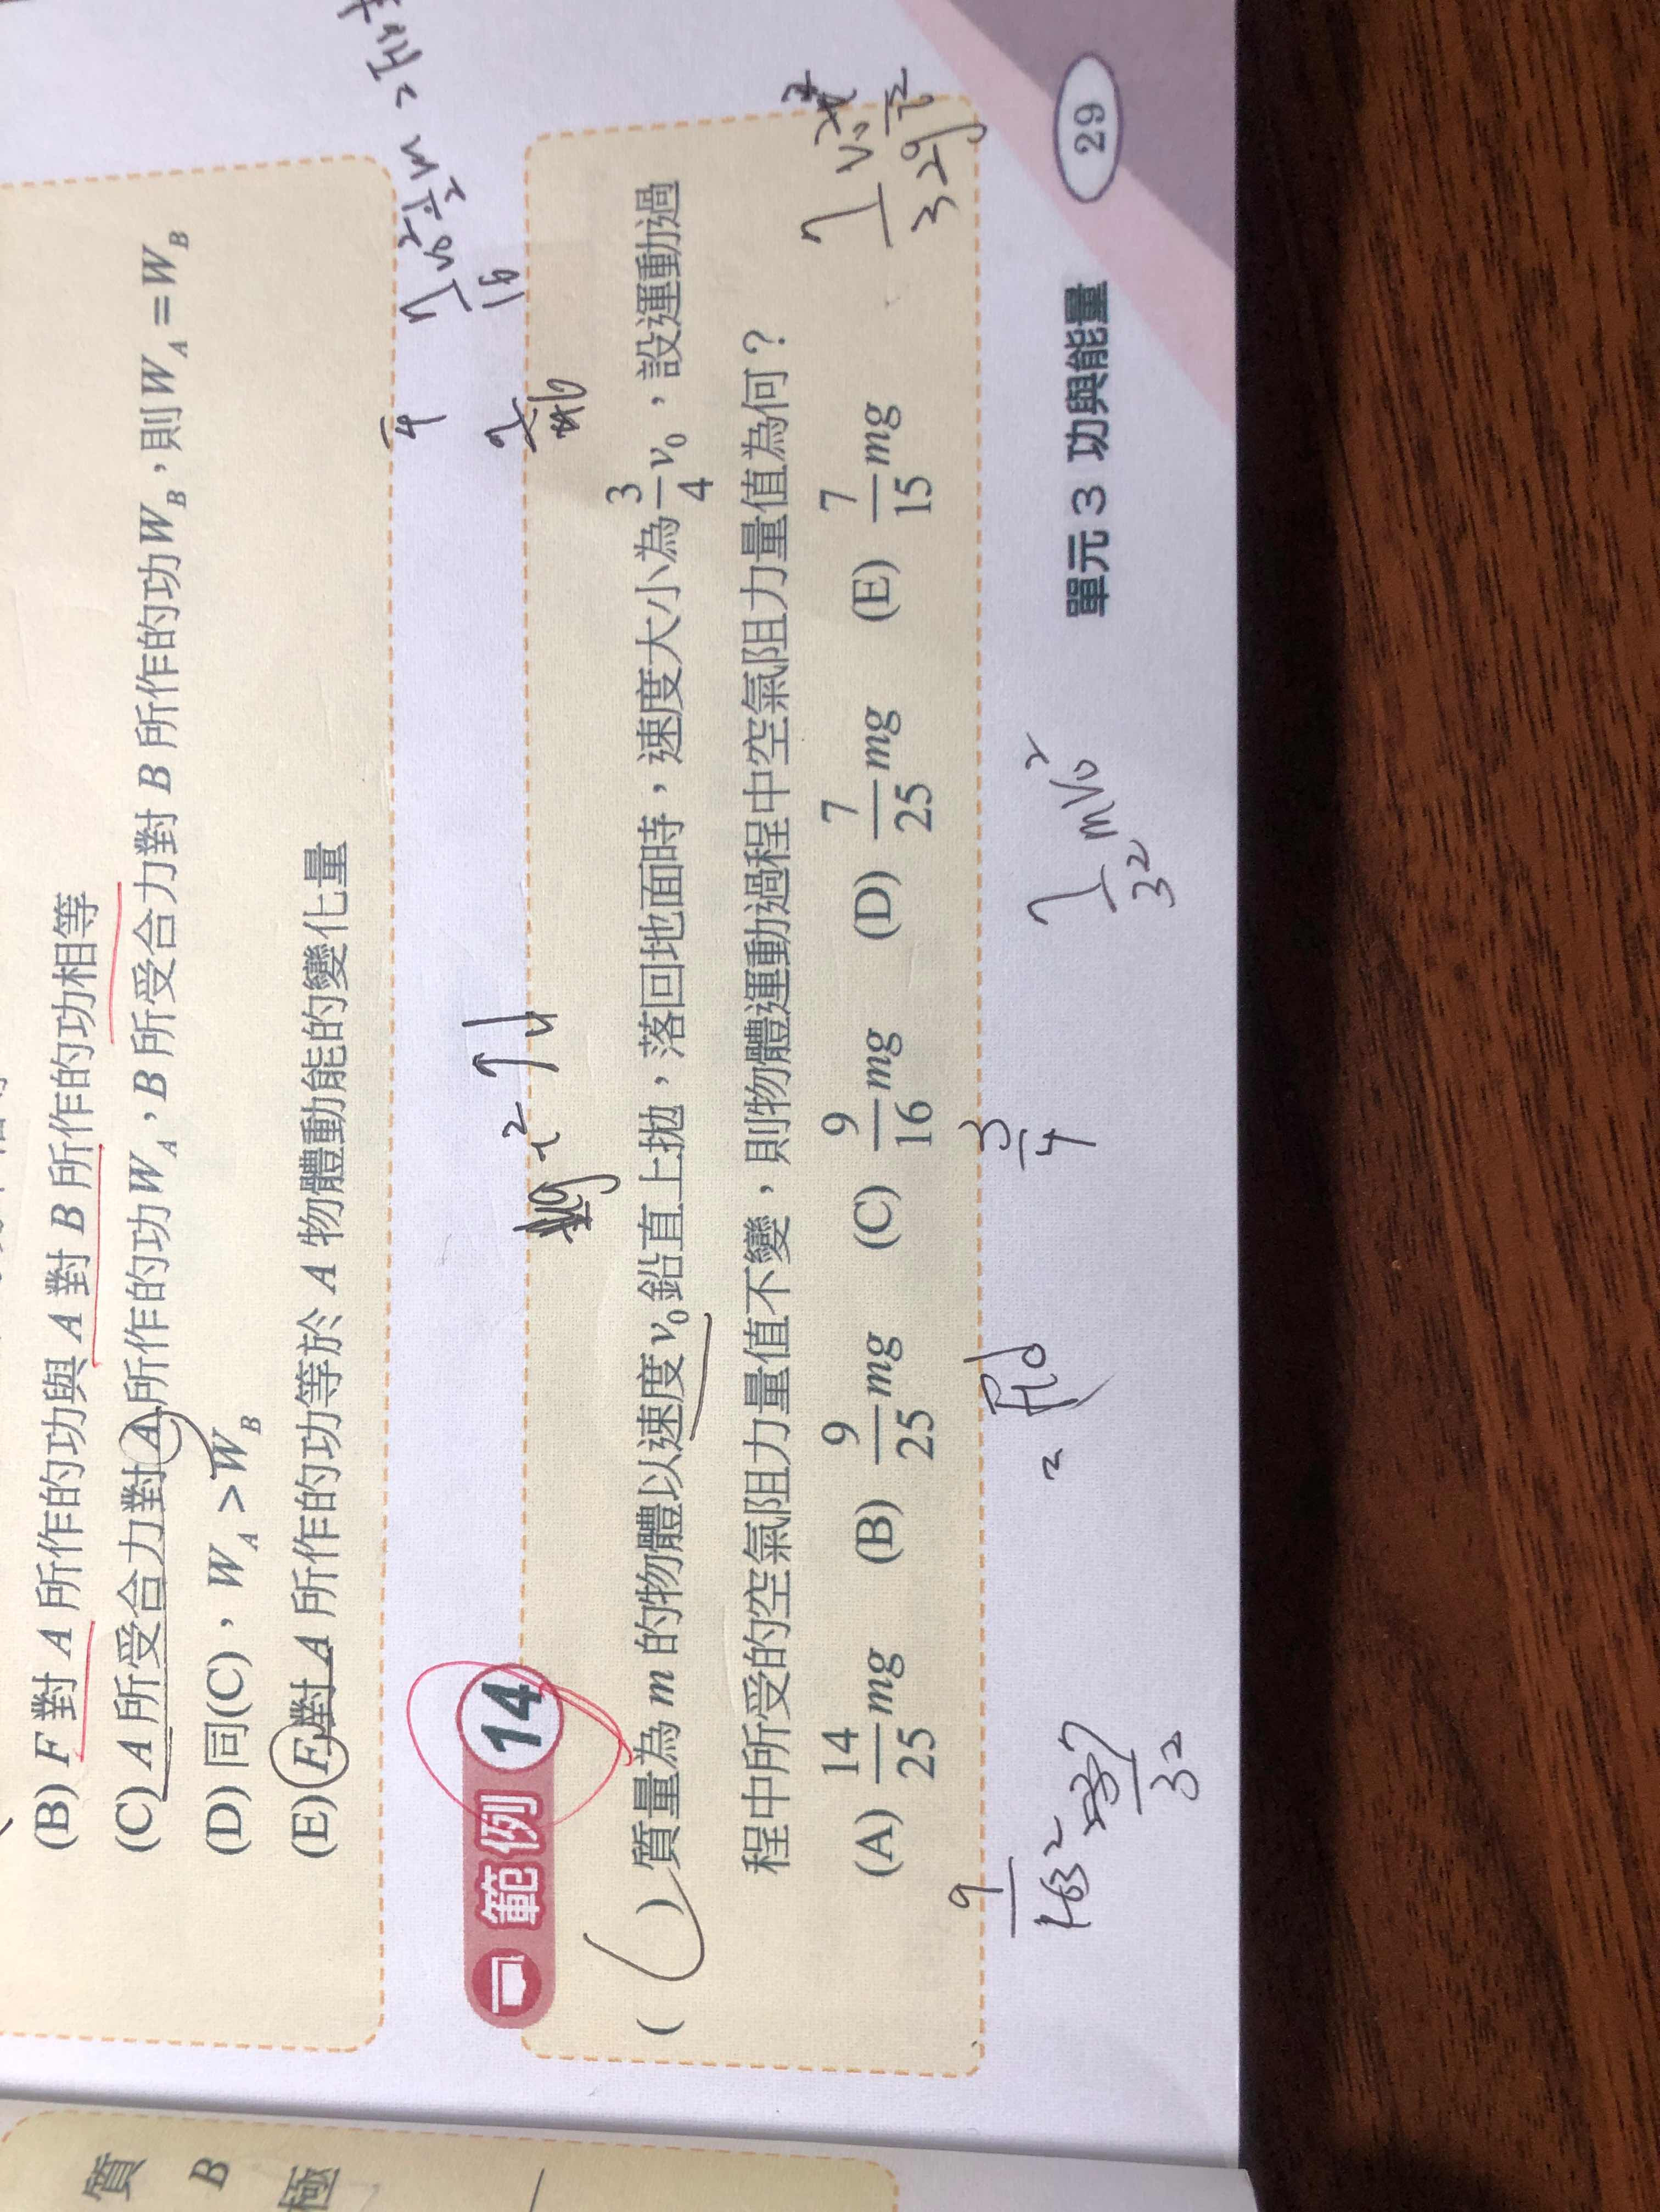 (B) F 對 A 所作的功與 A 對 B 所作的功相等
(C) A 所受合力對 A 所作的功 W_A,B 所受合力對 B 所作的功 W_B,則 W_A = W_B
(D) 同(C),W_A > W_B
(E) F 對 A 所作的功等於 A 物體動能的變化量
範例 14
( ) 質量為 m 的物體以速度 v₀ 鉛直上拋,落回地面時,速度大小為 3/4 v₀,設運動過
程中所受的空氣阻力量值不變,則物體運動過程中空氣阻力量值為何?
(A) 14/25 mg (B) 9/25 mg (C) 9/16 mg (D) 7/25 mg (E) 7/15 mg
3/4
7/32 mv₀²
單元 3 功與能量 29
質
B
極